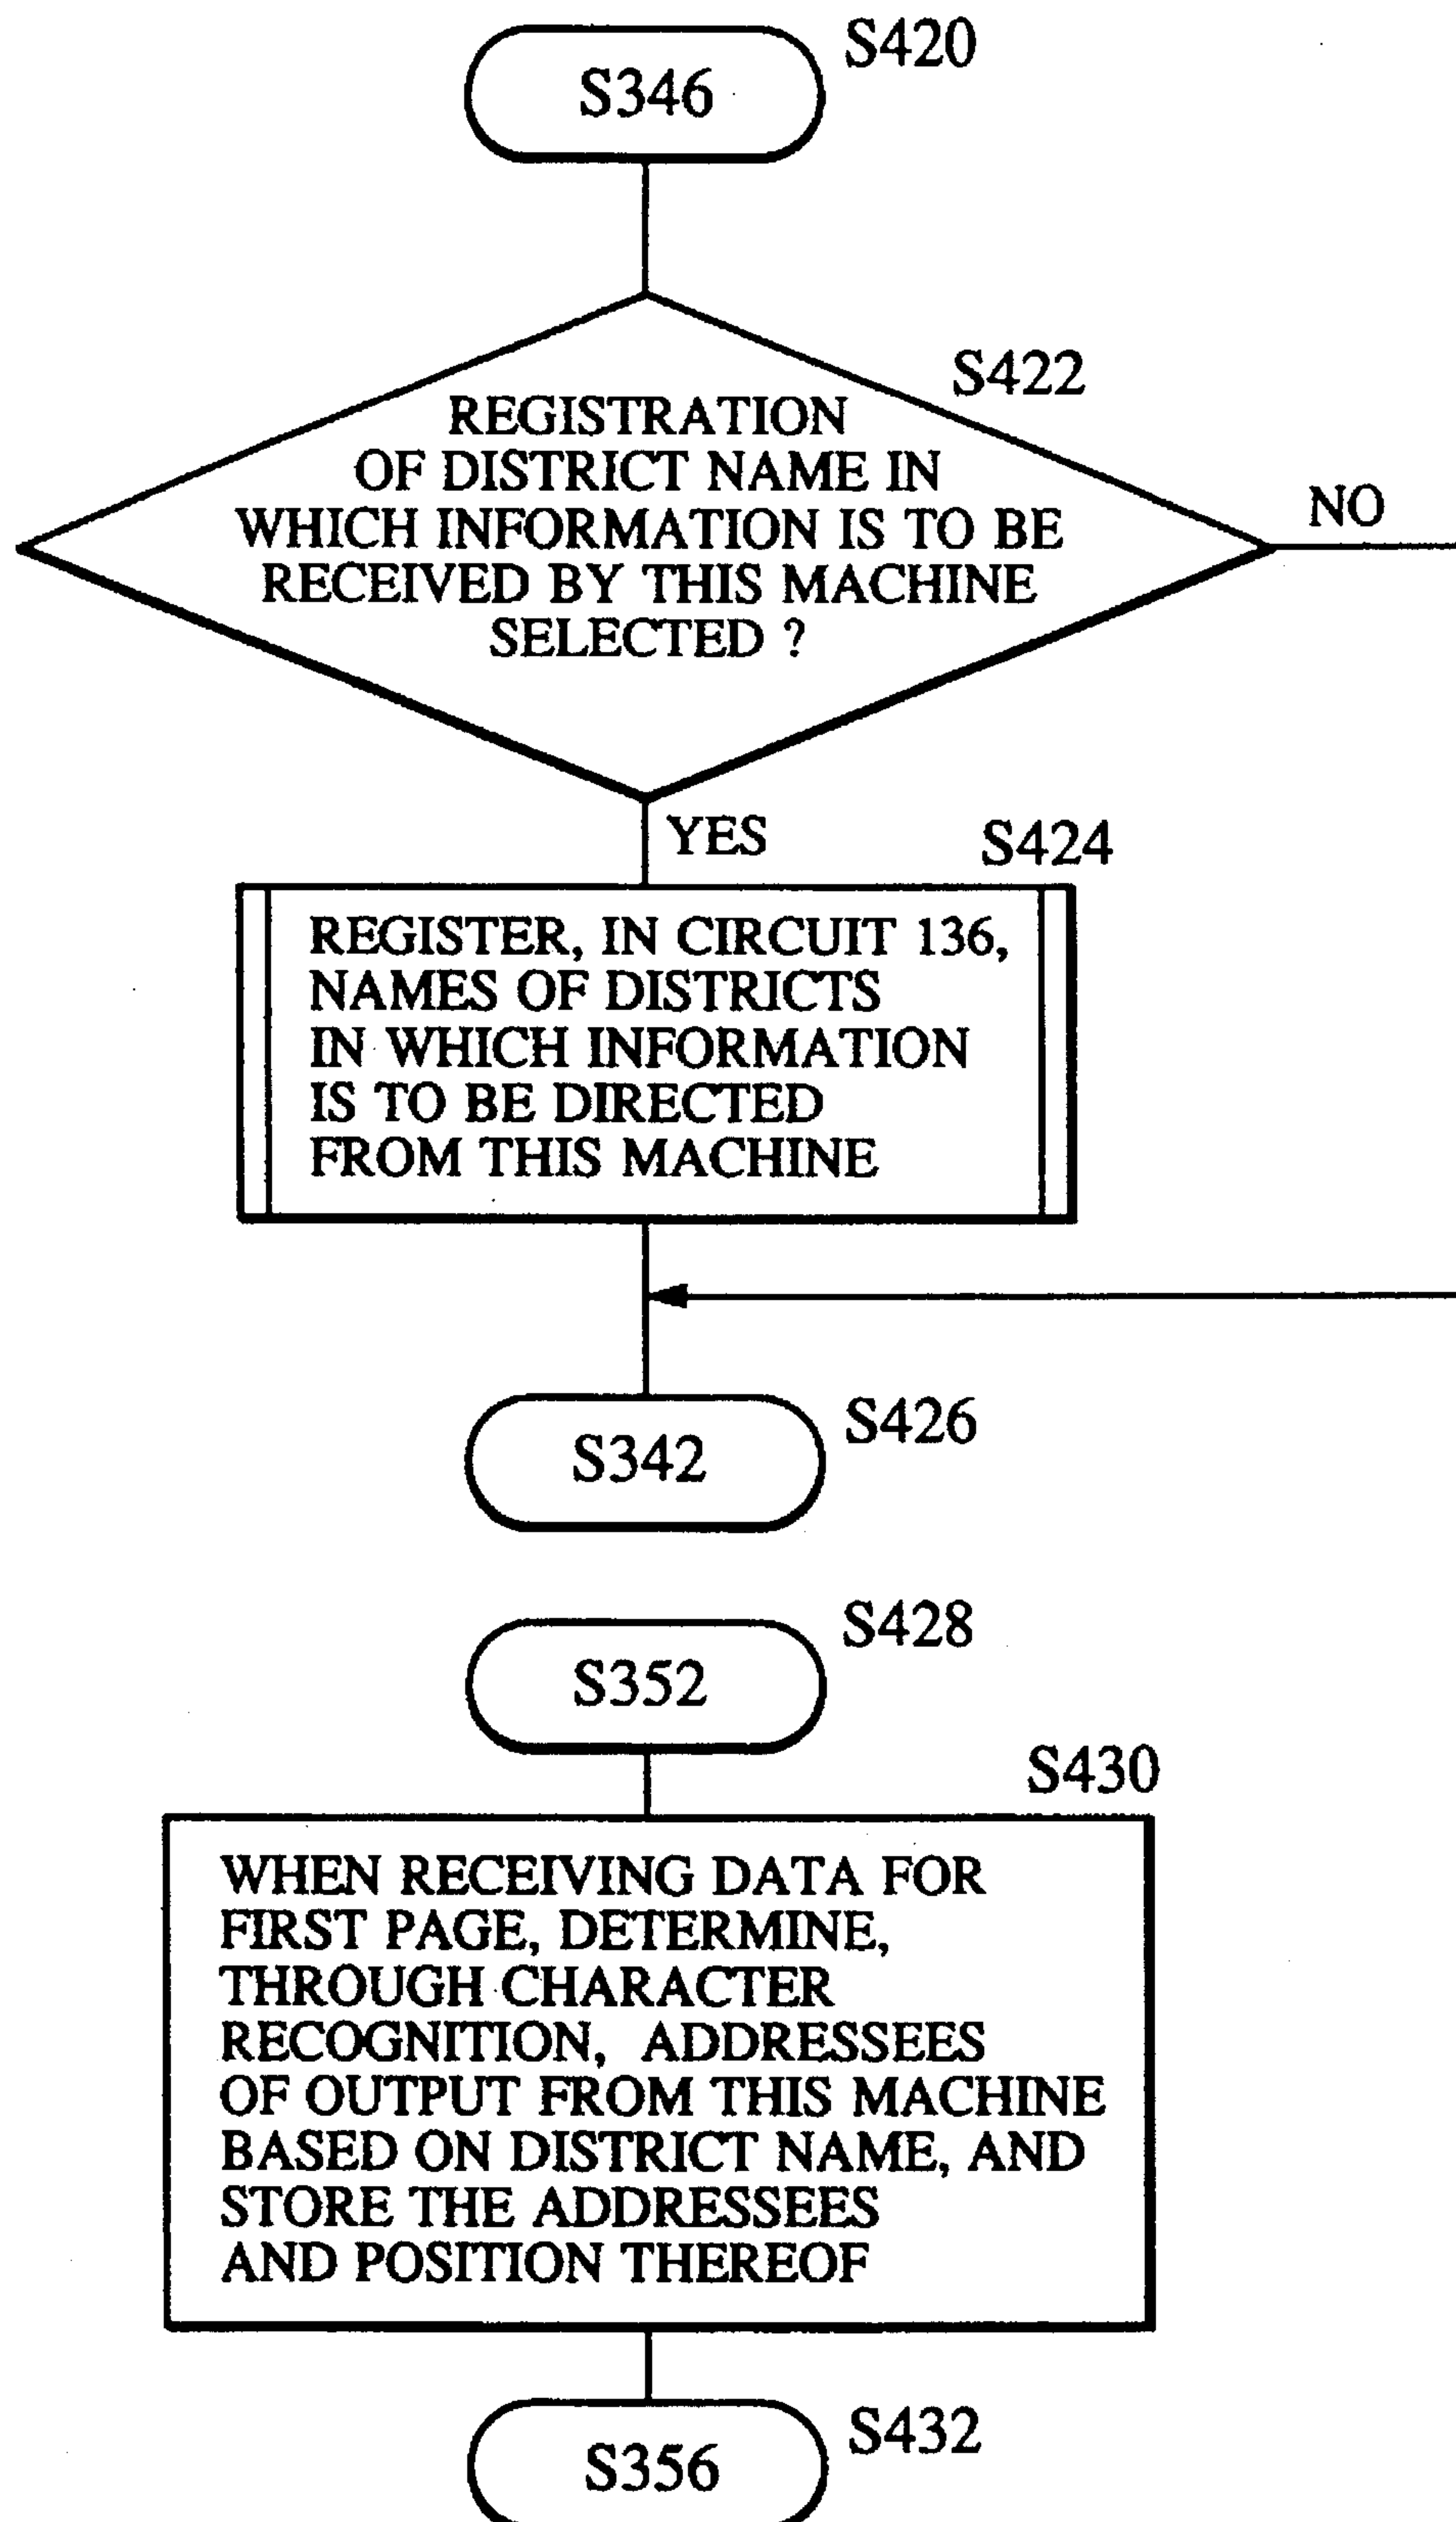 S420
S346
S422
REGISTRATION
OF DISTRICT NAME IN
WHICH INFORMATION IS TO BE
RECEIVED BY THIS MACHINE
SELECTED ?
NO
YES
S424
REGISTER, IN CIRCUIT 136,
NAMES OF DISTRICTS
IN WHICH INFORMATION
IS TO BE DIRECTED
FROM THIS MACHINE
S426
S342
S428
S352
S430
WHEN RECEIVING DATA FOR
FIRST PAGE, DETERMINE,
THROUGH CHARACTER
RECOGNITION, ADDRESSEES
OF OUTPUT FROM THIS MACHINE
BASED ON DISTRICT NAME, AND
STORE THE ADDRESSEES
AND POSITION THEREOF
S432
S356